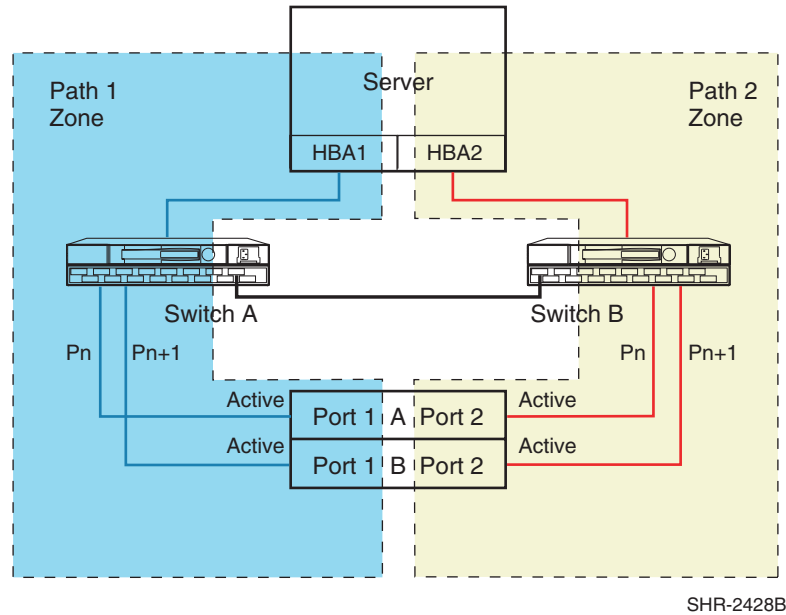 Server
Path 1
Zone
Path 2
Zone
HBA1
HBA2
Switch A
Switch B
Pn
Pn+1
Pn
Pn+1
Active
Port 1
A
Port 2
Active
Active
Port 1
B
Port 2
Active
SHR-2428B